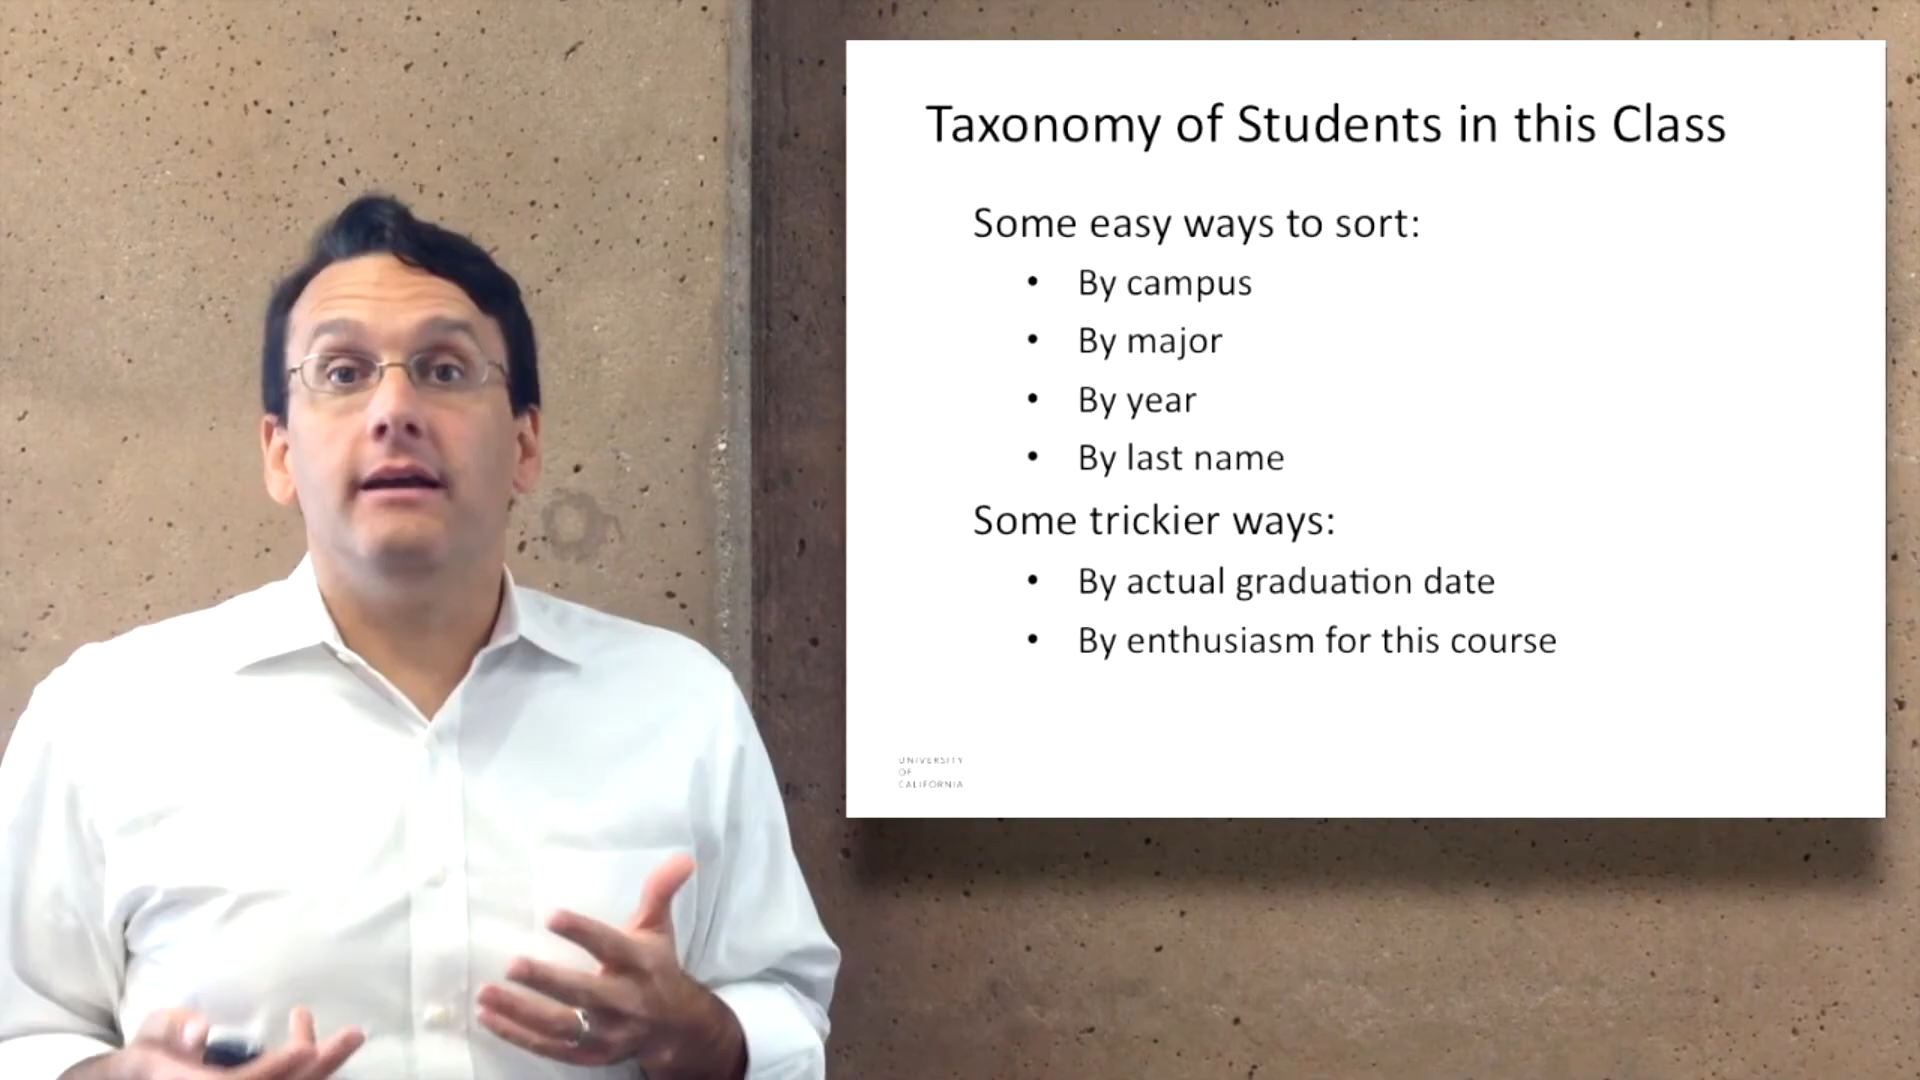 Taxonomy of Students in this Class
Some easy ways to sort:
• By campus
• By major
• By year
• By last name
Some trickier ways:
• By actual graduation date
• By enthusiasm for this course
UNIVERSITY
OF
CALIFORNIA